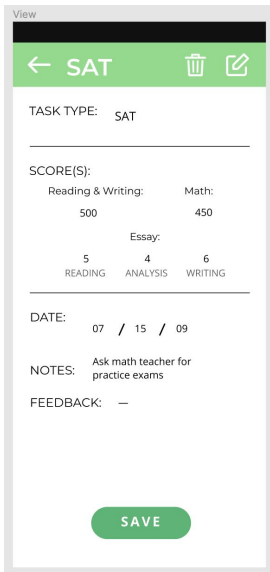 View
SAT
TASK TYPE: SAT
SCORE(S):
Reading & Writing: Math:
500 450
Essay:
5 4 6
READING ANALYSIS WRITING
DATE: 07 / 15 / 09
NOTES: Ask math teacher for
practice exams
FEEDBACK: —
SAVE